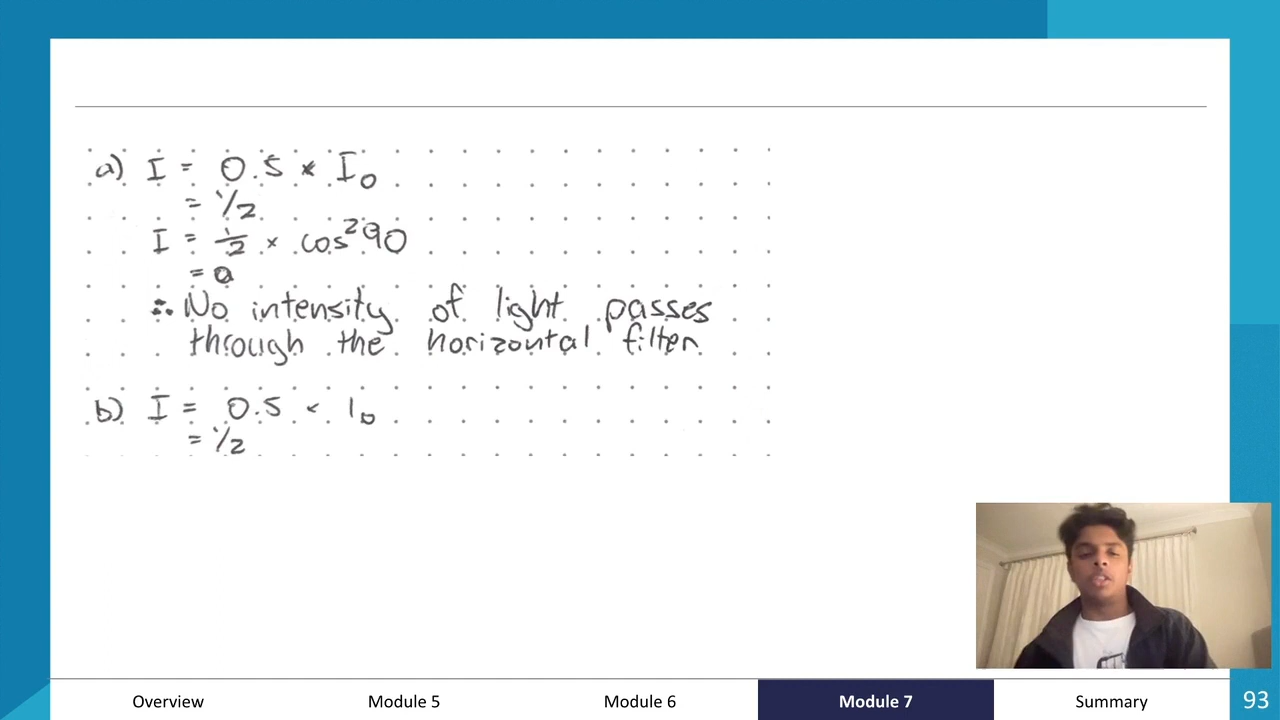 a) I = 0.5 × I₀
= 1/2
I = 1/2 × cos²90
= 0
∴ No intensity of light passes
through the horizontal filter
b) I = 0.5 × I₀
= 1/2
Overview Module 5 Module 6 Module 7 Summary 93